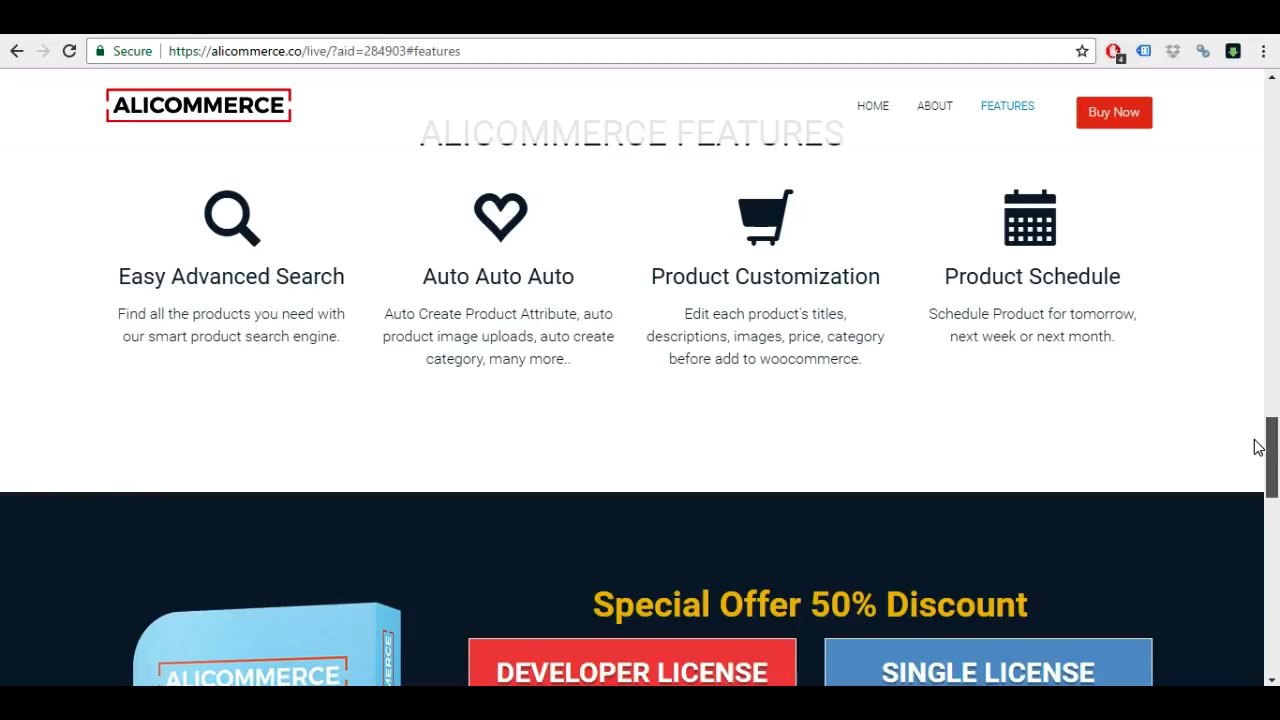 Secure https://alicommerce.co/live/?aid=284903#features
4
ALICOMMERCE
HOME ABOUT FEATURES Buy Now
ALICOMMERCE FEATURES
Easy Advanced Search
Find all the products you need with
our smart product search engine.
Auto Auto Auto
Auto Create Product Attribute, auto
product image uploads, auto create
category, many more..
Product Customization
Edit each product's titles,
descriptions, images, price, category
before add to woocommerce.
Product Schedule
Schedule Product for tomorrow,
next week or next month.
Special Offer 50% Discount
ALICOMMERCE
MERCE
DEVELOPER LICENSE
SINGLE LICENSE